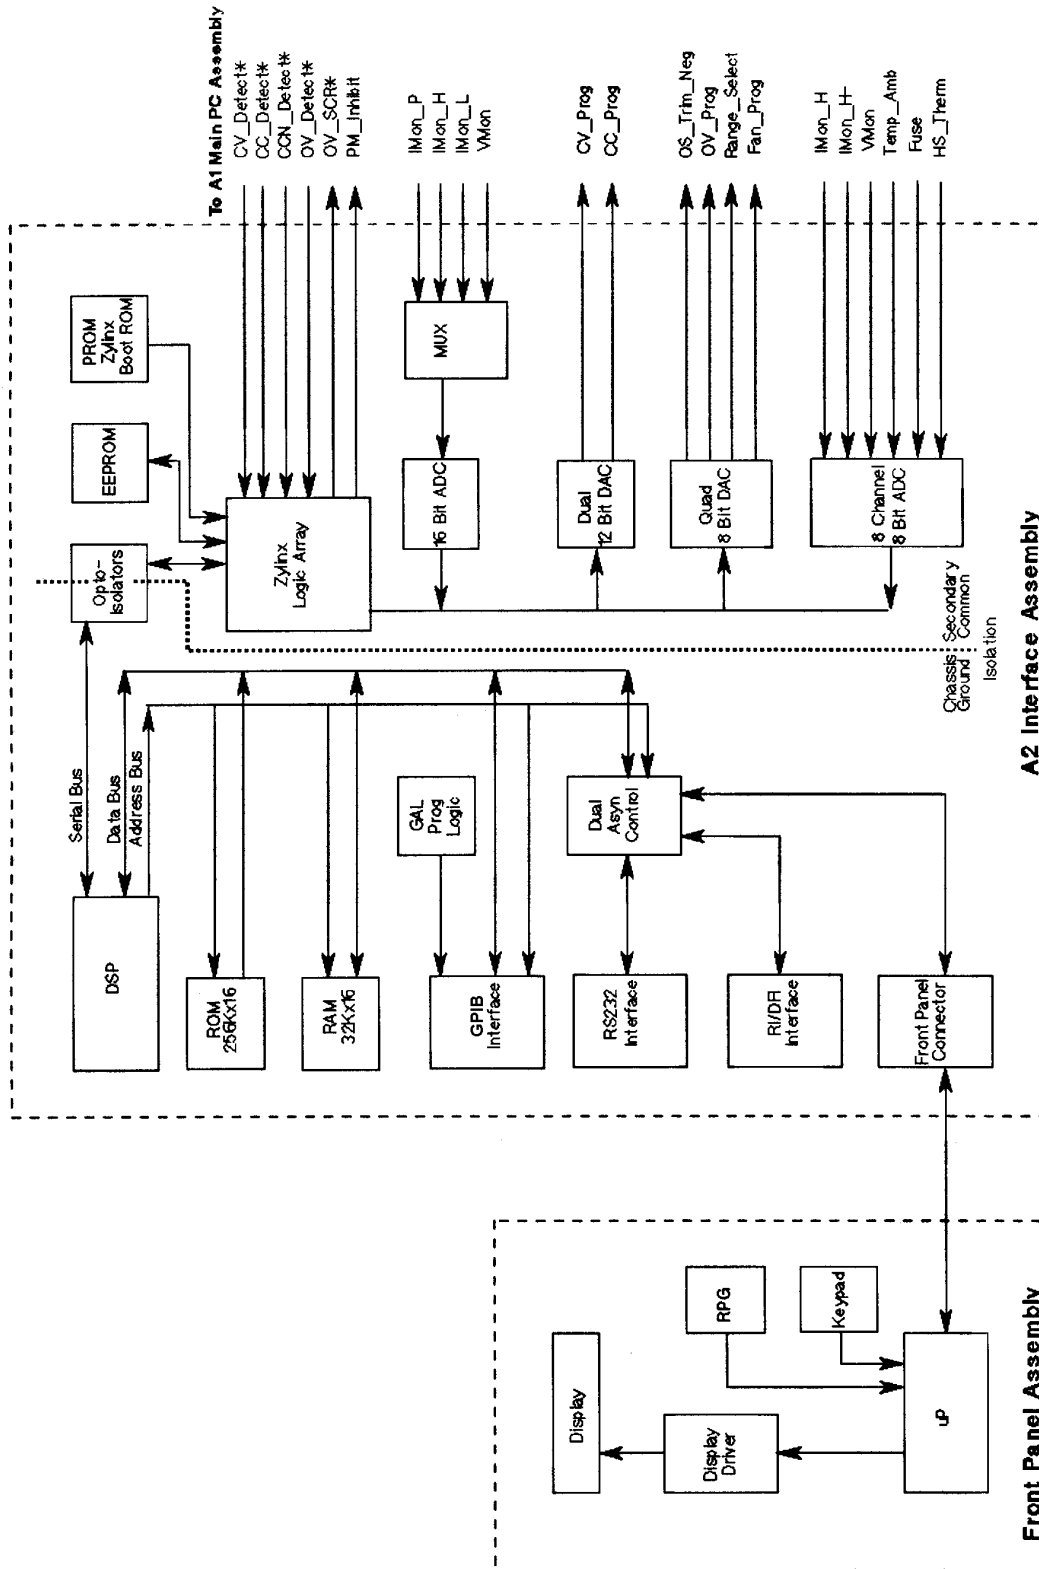 To A1 Main PC Assembly
CV_Detect*
CC_Detect*
CCN_Detect*
OV_Detect*
OV_SCR*
PM_Inhibit
IMon_P
IMon_H
IMon_L
VMon
CV_Prog
CC_Prog
OS_Trim_Neg
OV_Prog
Range_Select
Fan_Prog
IMon_H
IMon_H-
VMon
Temp_Amb
Fuse
HS_Therm
PROM
Zylinx
Boot ROM
EEPROM
Opto-
Isolators
Zylinx
Logic Array
MUX
16 Bit ADC
Dual
12 Bit DAC
Quad
8 Bit DAC
8 Channel
8 Bit ADC
Secondary
Common
Chassis
Ground
Isolation
A2 Interface Assembly
Serial Bus
Data Bus
Address Bus
DSP
ROM
256Kx16
RAM
32Kx16
GAL
Prog
Logic
GPIB
Interface
Dual
Asyn
Control
RS232
Interface
RI/DFI
Interface
Front Panel
Connector
Display
Display
Driver
RPG
Keypad
uP
Front Panel Assembly